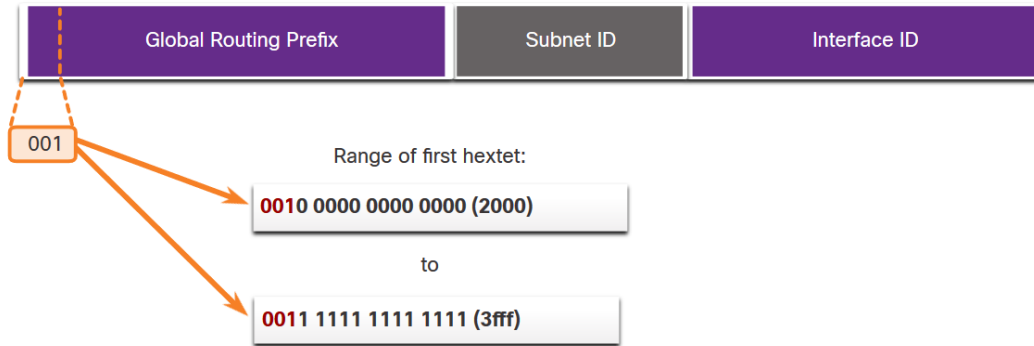 Global Routing Prefix Subnet ID Interface ID
001
Range of first hextet:
0010 0000 0000 0000 (2000)
to
0011 1111 1111 1111 (3fff)